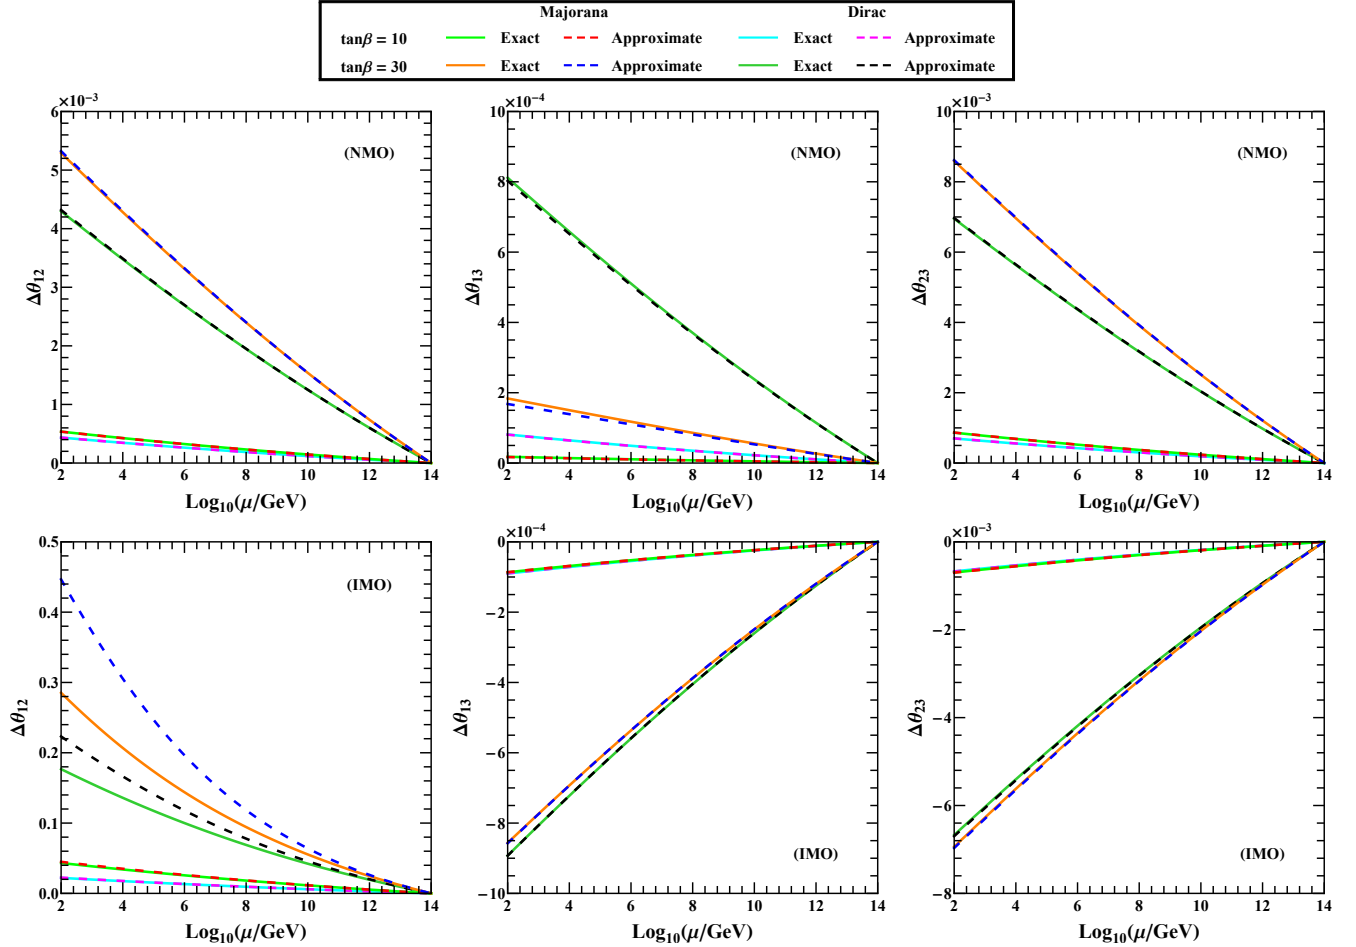 Majorana Dirac
tanβ = 10 Exact Approximate Exact Approximate
tanβ = 30 Exact Approximate Exact Approximate
×10⁻³
6
5
4
3
2
1
0
Δθ₁₂
(NMO)
2 4 6 8 10 12 14
Log₁₀(μ/GeV)
×10⁻⁴
10
8
6
4
2
0
Δθ₁₃
(NMO)
2 4 6 8 10 12 14
Log₁₀(μ/GeV)
×10⁻³
10
8
6
4
2
0
Δθ₂₃
(NMO)
2 4 6 8 10 12 14
Log₁₀(μ/GeV)
0.5
0.4
0.3
0.2
0.1
0.0
Δθ₁₂
(IMO)
2 4 6 8 10 12 14
Log₁₀(μ/GeV)
×10⁻⁴
0
−2
−4
−6
−8
−10
Δθ₁₃
(IMO)
2 4 6 8 10 12 14
Log₁₀(μ/GeV)
×10⁻³
0
−2
−4
−6
−8
Δθ₂₃
(IMO)
2 4 6 8 10 12 14
Log₁₀(μ/GeV)